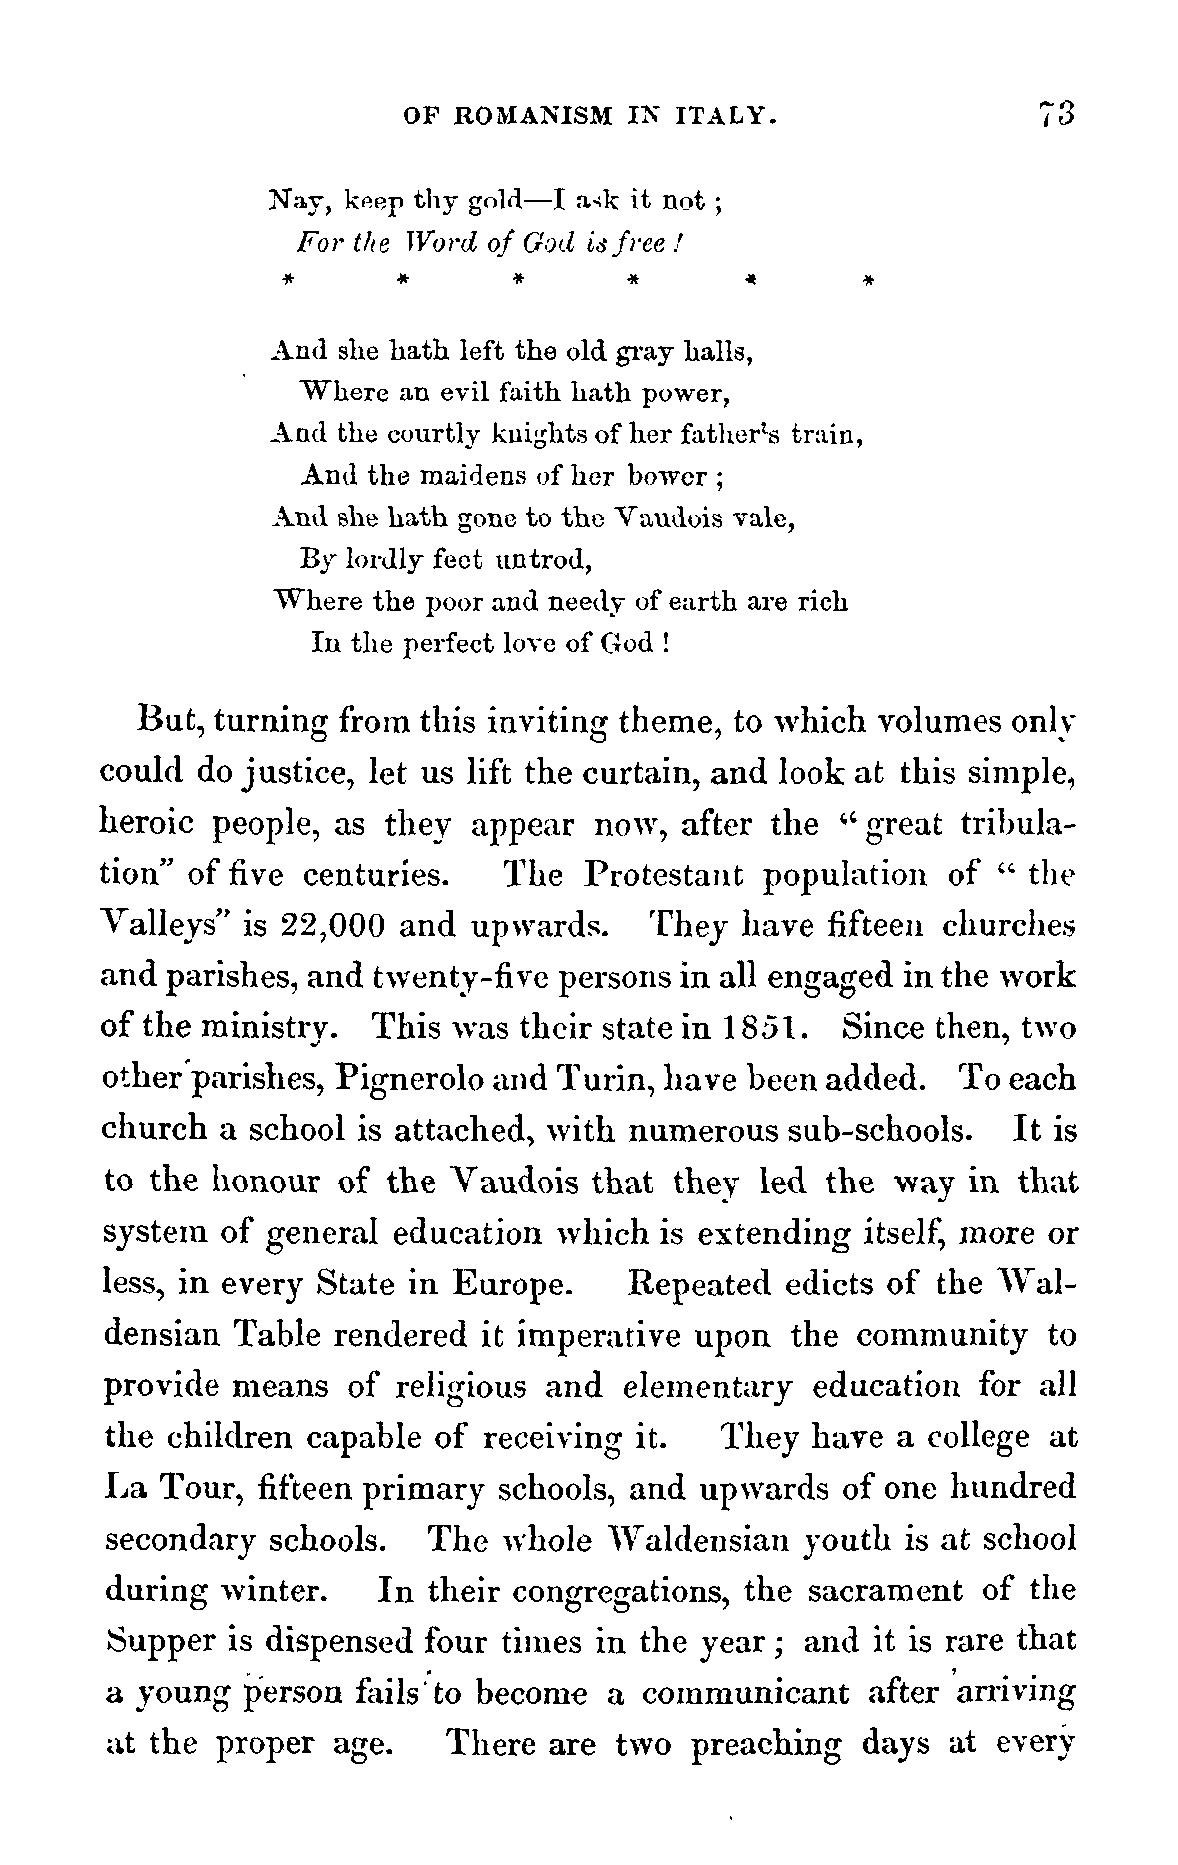 OF ROMANISM IN ITALY. 73
Nay, keep thy gold—I ask it not ;
For the Word of God is free !
* * * * * *
And she hath left the old gray halls,
Where an evil faith hath power,
And the courtly knights of her father's train,
And the maidens of her bower ;
And she hath gone to the Vaudois vale,
By lordly feet untrod,
Where the poor and needy of earth are rich
In the perfect love of God !
But, turning from this inviting theme, to which volumes only
could do justice, let us lift the curtain, and look at this simple,
heroic people, as they appear now, after the “ great tribula-
tion” of five centuries. The Protestant population of “ the
Valleys” is 22,000 and upwards. They have fifteen churches
and parishes, and twenty-five persons in all engaged in the work
of the ministry. This was their state in 1851. Since then, two
other parishes, Pignerolo and Turin, have been added. To each
church a school is attached, with numerous sub-schools. It is
to the honour of the Vaudois that they led the way in that
system of general education which is extending itself, more or
less, in every State in Europe. Repeated edicts of the Wal-
densian Table rendered it imperative upon the community to
provide means of religious and elementary education for all
the children capable of receiving it. They have a college at
La Tour, fifteen primary schools, and upwards of one hundred
secondary schools. The whole Waldensian youth is at school
during winter. In their congregations, the sacrament of the
Supper is dispensed four times in the year ; and it is rare that
a young person fails to become a communicant after arriving
at the proper age. There are two preaching days at every